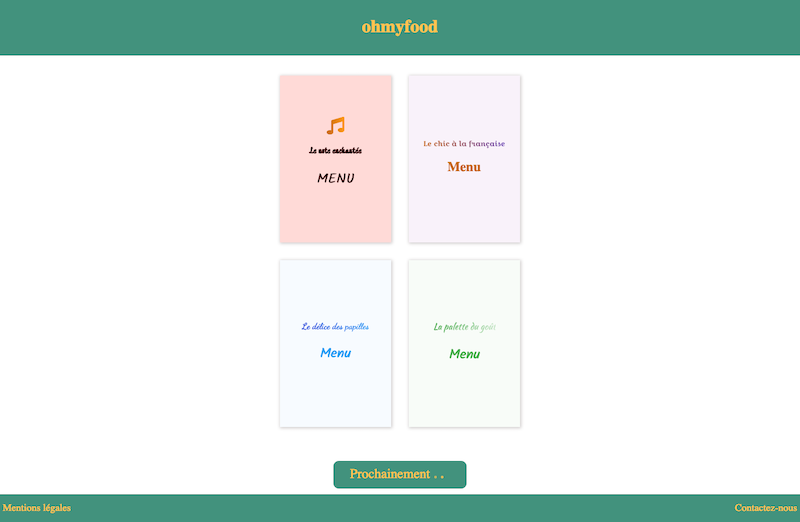 ohmyfood
La note enchantée
MENU
Le chic à la française
Menu
Le délice des papilles
Menu
La palette du goût
Menu
Prochainement . .
Mentions légales
Contactez-nous